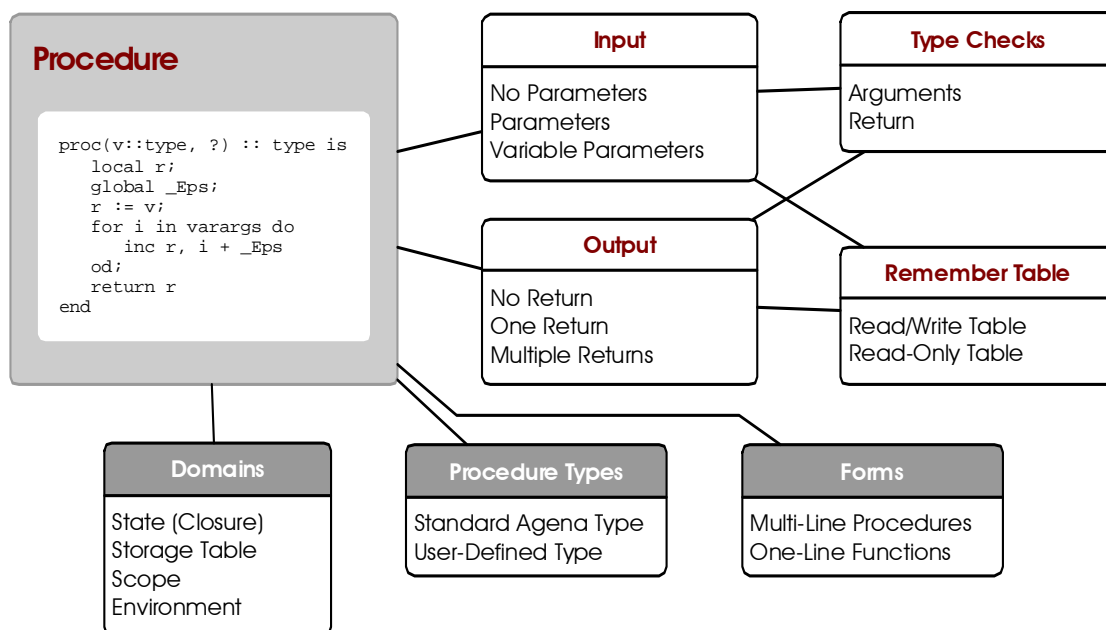 Procedure
proc(v::type, ?) :: type is
local r;
global _Eps;
r := v;
for i in varargs do
inc r, i + _Eps
od;
return r
end
Input
No Parameters
Parameters
Variable Parameters
Type Checks
Arguments
Return
Output
No Return
One Return
Multiple Returns
Remember Table
Read/Write Table
Read-Only Table
Domains
State (Closure)
Storage Table
Scope
Environment
Procedure Types
Standard Agena Type
User-Defined Type
Forms
Multi-Line Procedures
One-Line Functions